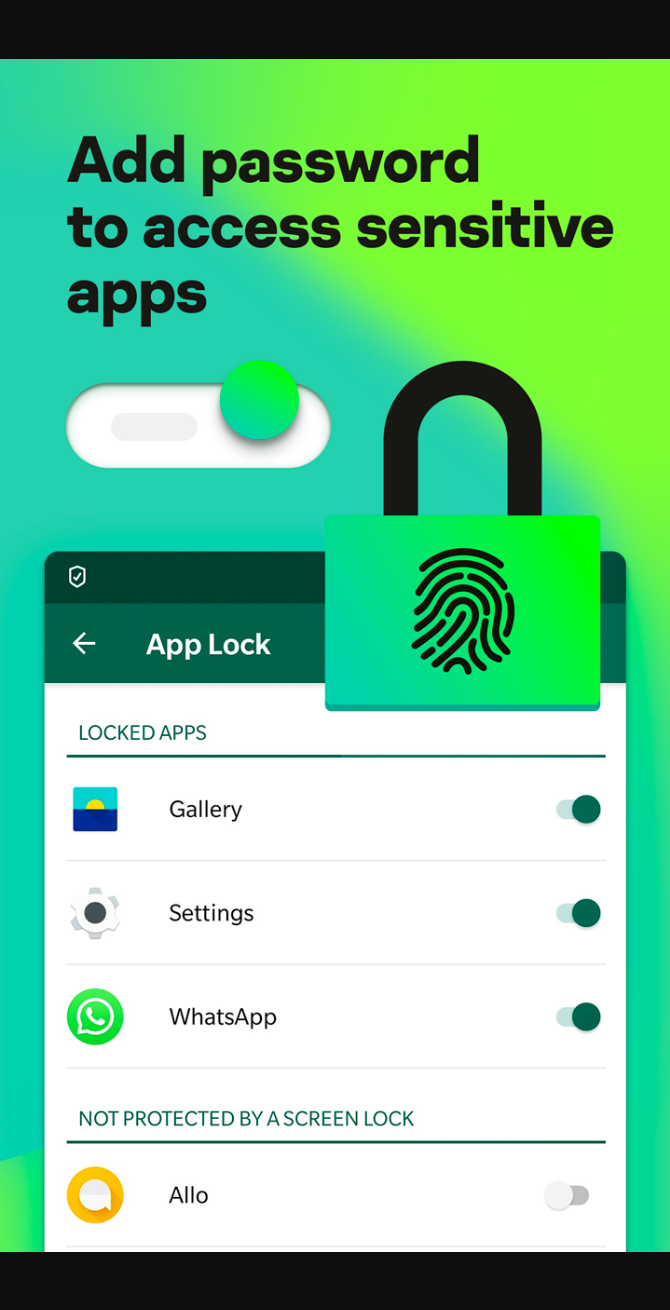 Add password
to access sensitive
apps
App Lock
LOCKED APPS
Gallery
Settings
WhatsApp
NOT PROTECTED BY A SCREEN LOCK
Allo